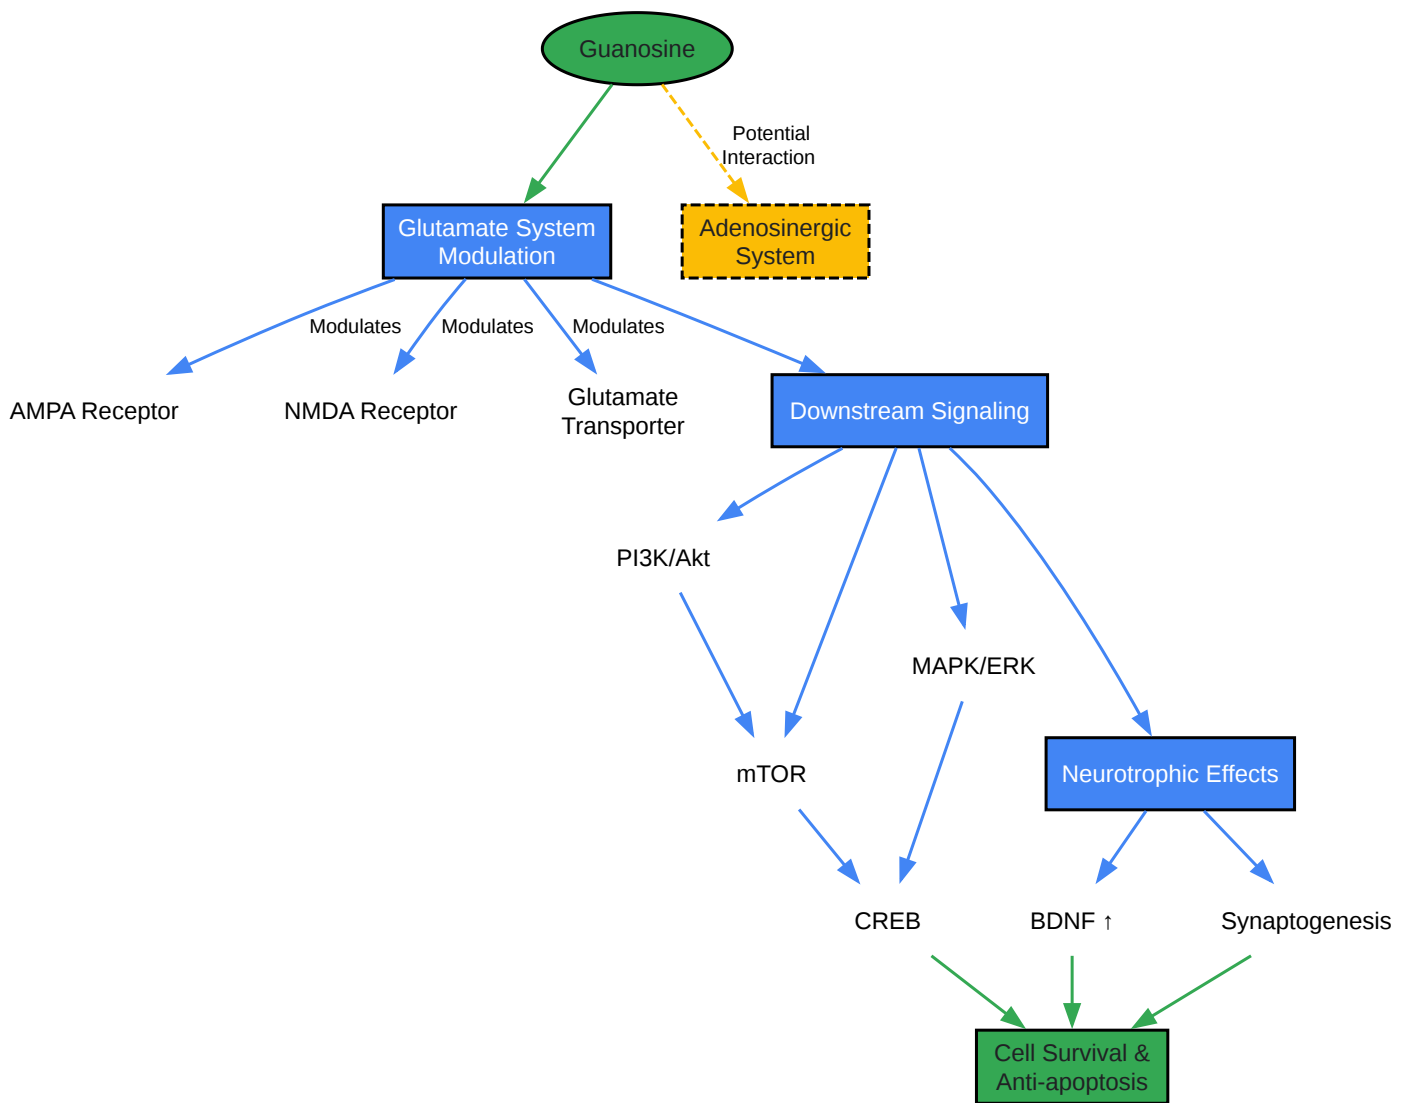 Guanosine
Potential
Interaction
Glutamate System
Modulation
Adenosinergic
System
Modulates
Modulates
Modulates
AMPA Receptor
NMDA Receptor
Glutamate
Transporter
Downstream Signaling
PI3K/Akt
MAPK/ERK
mTOR
Neurotrophic Effects
CREB
BDNF ↑
Synaptogenesis
Cell Survival &
Anti-apoptosis